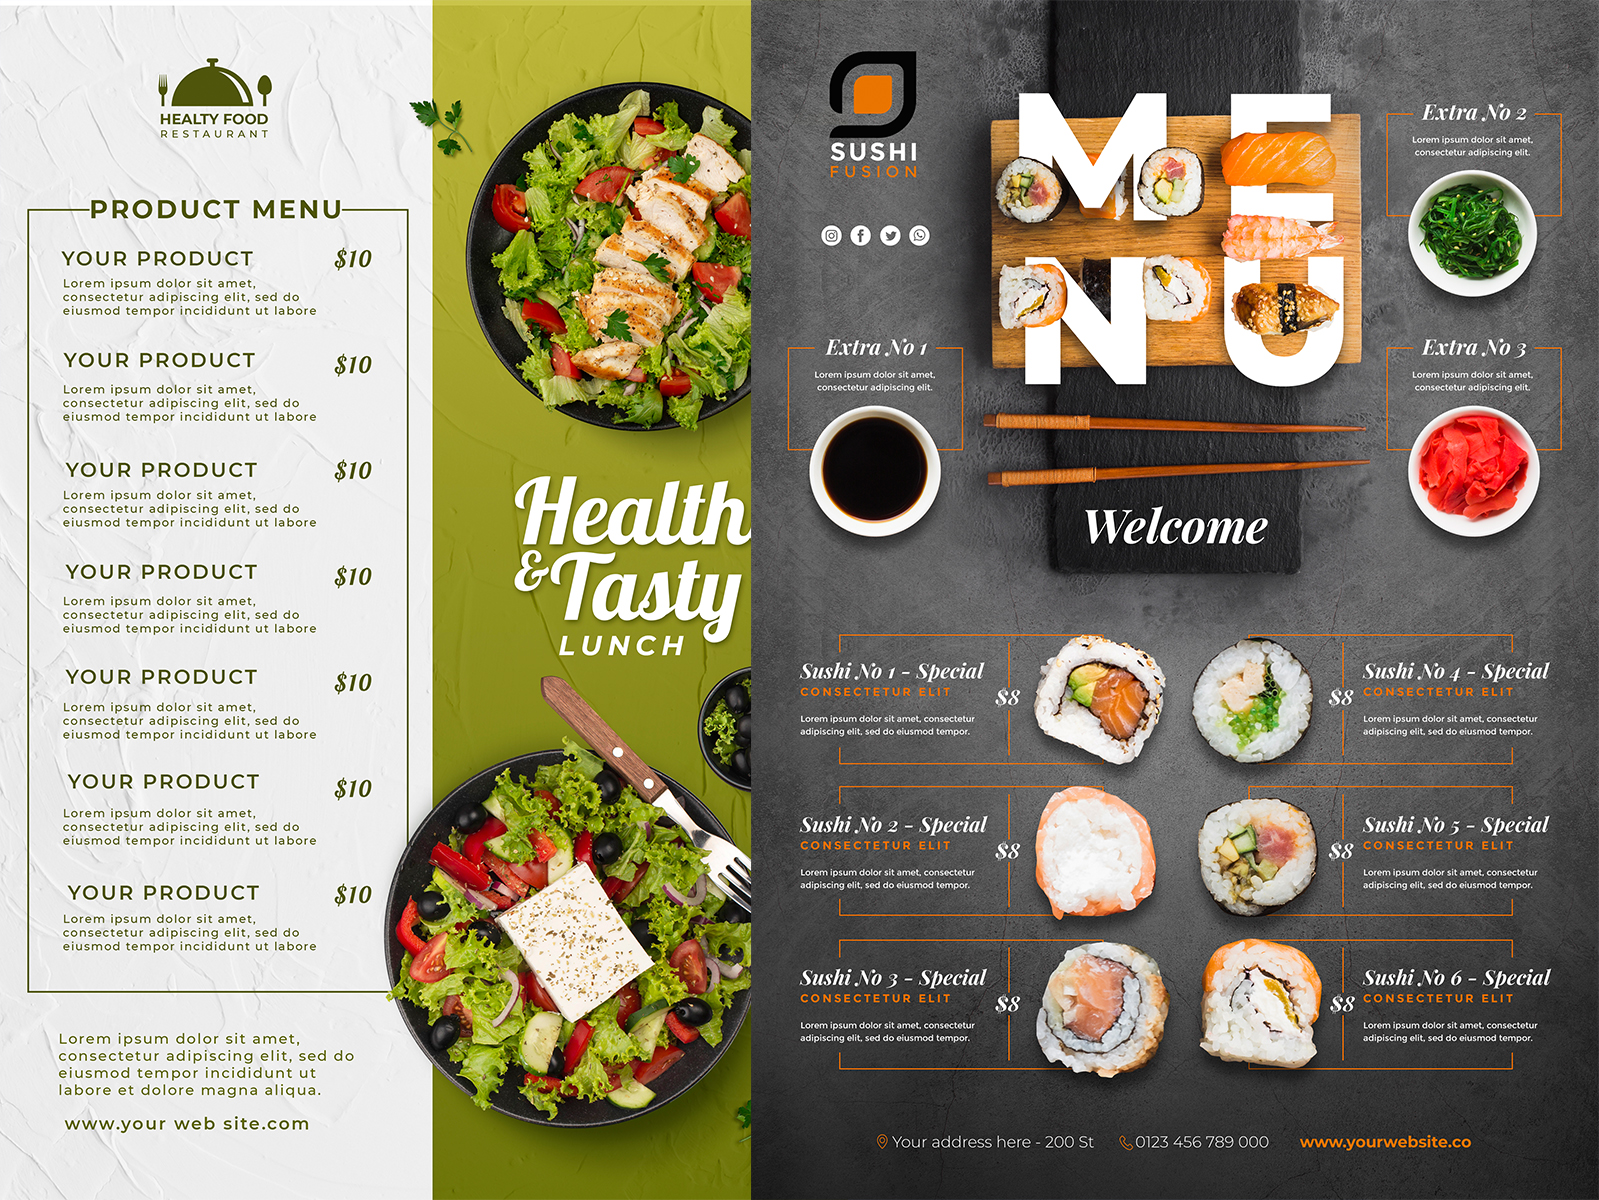 HEALTY FOOD
RESTAURANT
PRODUCT MENU
YOUR PRODUCT $10
Lorem ipsum dolor sit amet,
consectetur adipiscing elit, sed do
eiusmod tempor incididunt ut labore
YOUR PRODUCT $10
Lorem ipsum dolor sit amet,
consectetur adipiscing elit, sed do
eiusmod tempor incididunt ut labore
YOUR PRODUCT $10
Lorem ipsum dolor sit amet,
consectetur adipiscing elit, sed do
eiusmod tempor incididunt ut labore
YOUR PRODUCT $10
Lorem ipsum dolor sit amet,
consectetur adipiscing elit, sed do
eiusmod tempor incididunt ut labore
YOUR PRODUCT $10
Lorem ipsum dolor sit amet,
consectetur adipiscing elit, sed do
eiusmod tempor incididunt ut labore
YOUR PRODUCT $10
Lorem ipsum dolor sit amet,
consectetur adipiscing elit, sed do
eiusmod tempor incididunt ut labore
YOUR PRODUCT $10
Lorem ipsum dolor sit amet,
consectetur adipiscing elit, sed do
eiusmod tempor incididunt ut labore
Lorem ipsum dolor sit amet,
consectetur adipiscing elit, sed do
eiusmod tempor incididunt ut
labore et dolore magna aliqua.
www.your web site.com
Health
& Tasty
LUNCH
SUSHI
FUSION
ME
NU
Extra No 1
Lorem ipsum dolor sit amet,
consectetur adipiscing elit.
Extra No 2
Lorem ipsum dolor sit amet,
consectetur adipiscing elit.
Extra No 3
Lorem ipsum dolor sit amet,
consectetur adipiscing elit.
Welcome
Sushi No 1 - Special
CONSECTETUR ELIT
$8
Lorem ipsum dolor sit amet, consectetur
adipiscing elit, sed do eiusmod tempor.
Sushi No 2 - Special
CONSECTETUR ELIT
$8
Lorem ipsum dolor sit amet, consectetur
adipiscing elit, sed do eiusmod tempor.
Sushi No 3 - Special
CONSECTETUR ELIT
$8
Lorem ipsum dolor sit amet, consectetur
adipiscing elit, sed do eiusmod tempor.
Sushi No 4 - Special
$8 CONSECTETUR ELIT
Lorem ipsum dolor sit amet, consectetur
adipiscing elit, sed do eiusmod tempor.
Sushi No 5 - Special
$8 CONSECTETUR ELIT
Lorem ipsum dolor sit amet, consectetur
adipiscing elit, sed do eiusmod tempor.
Sushi No 6 - Special
$8 CONSECTETUR ELIT
Lorem ipsum dolor sit amet, consectetur
adipiscing elit, sed do eiusmod tempor.
Your address here - 200 St 0123 456 789 000 www.yourwebsite.co